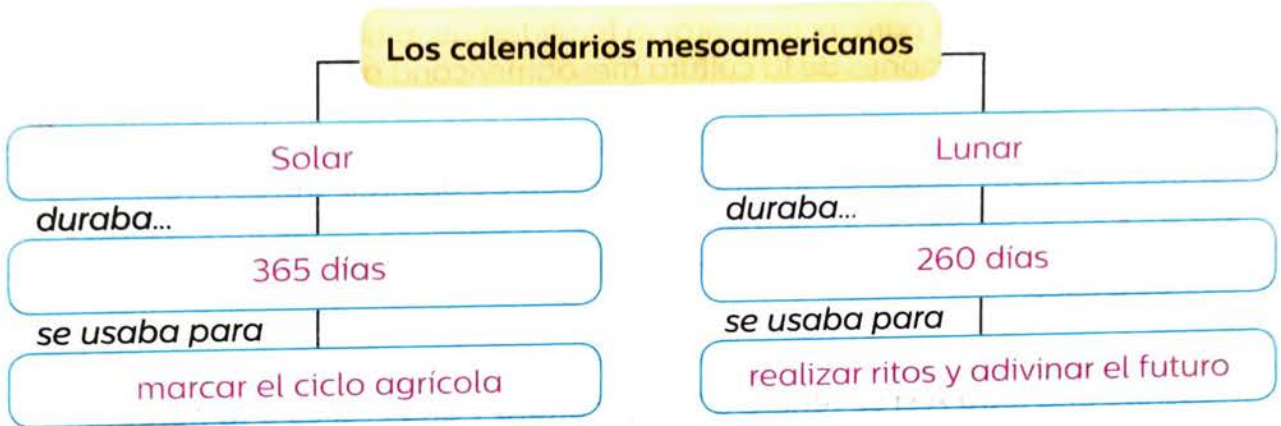 Los calendarios mesoamericanos
Solar
duraba...
365 días
se usaba para
marcar el ciclo agrícola
Lunar
duraba...
260 días
se usaba para
realizar ritos y adivinar el futuro